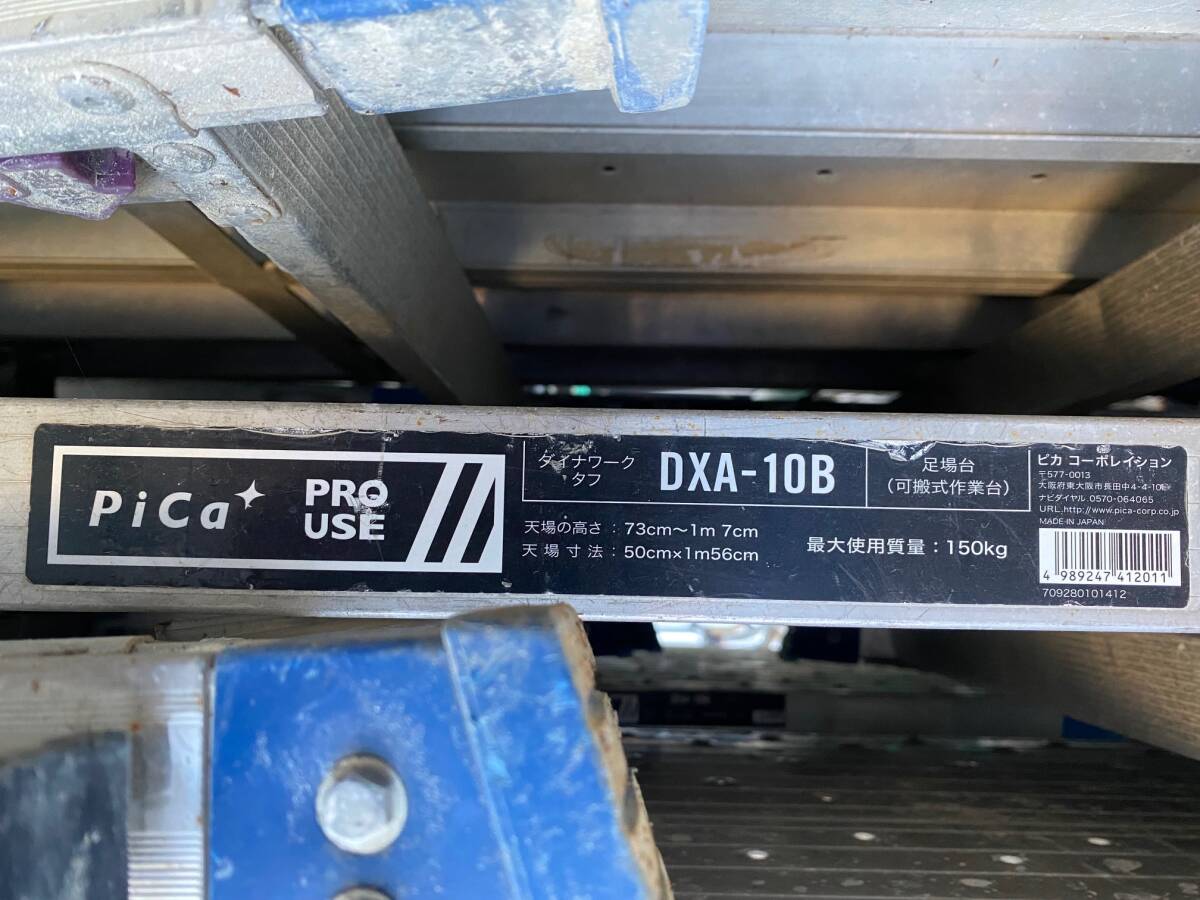 PiCa
PRO
USE
ダイナワーク
タフ
DXA-10B
足場台
(可搬式作業台)
天場の高さ : 73cm~1m 7cm
天場寸法 : 50cm×1m56cm
最大使用質量 : 150kg
ピカ コーポレイション
〒577-0013
大阪府東大阪市長田中4-4-10
ナビダイヤル.0570-064065
URL.http://www.pica-corp.co.jp
MADE IN JAPAN
4 989247 412011
709280101412